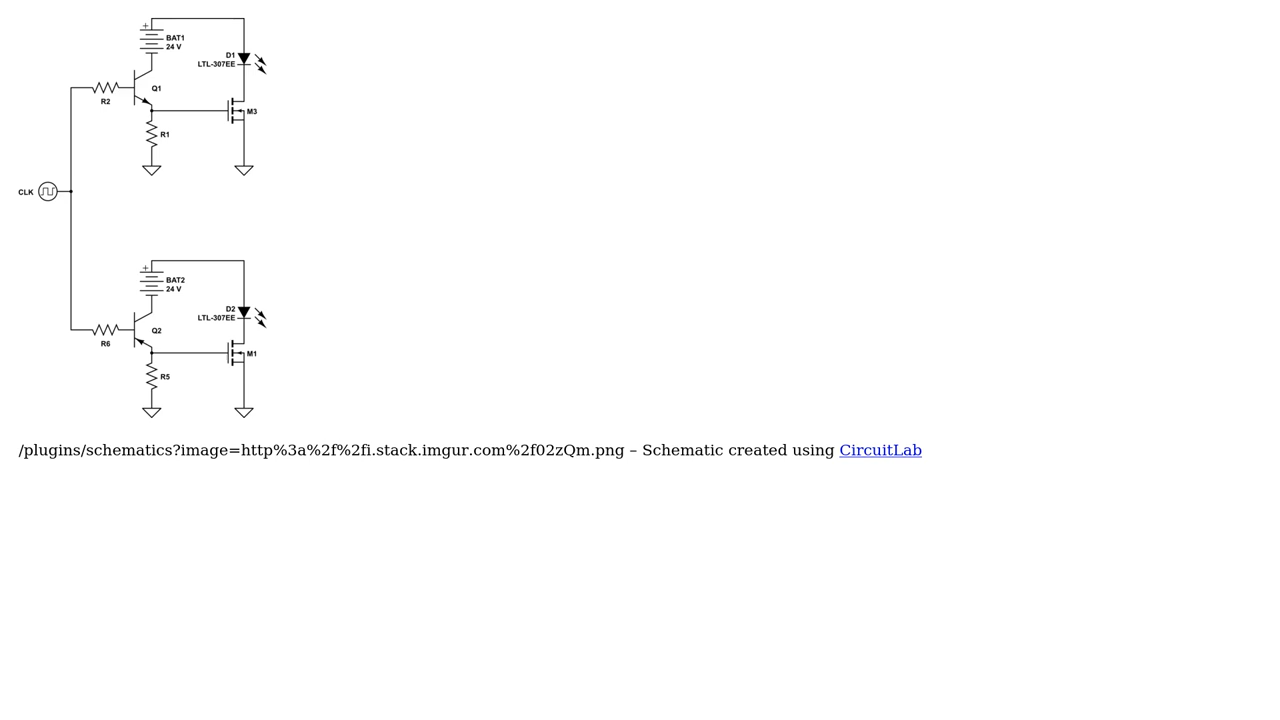 +
BAT1
24 V
D1
LTL-307EE
Q1
R2
M3
R1
CLK
+
BAT2
24 V
D2
LTL-307EE
Q2
R6
M1
R5
/plugins/schematics?image=http%3a%2f%2fi.stack.imgur.com%2f02zQm.png – Schematic created using CircuitLab